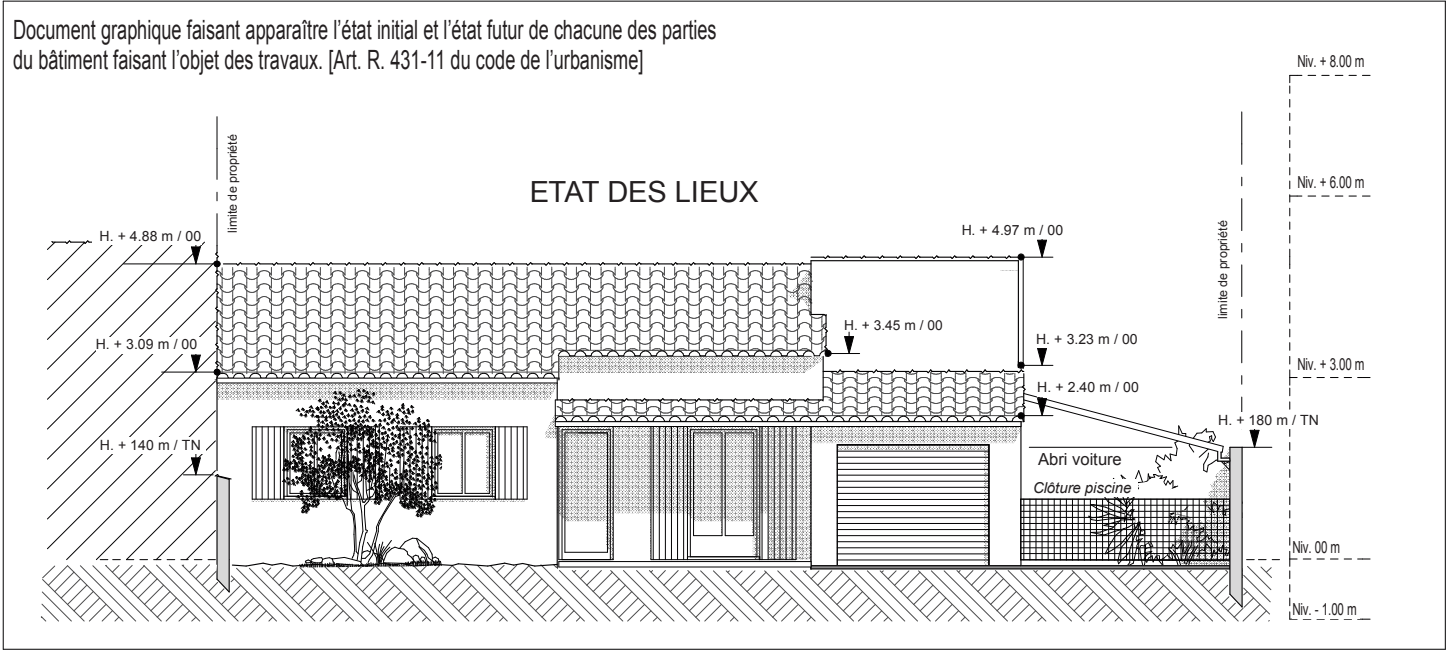 Document graphique faisant apparaître l’état initial et l’état futur de chacune des parties
du bâtiment faisant l’objet des travaux. [Art. R. 431-11 du code de l’urbanisme]
Niv. + 8.00 m
limite de propriété
ETAT DES LIEUX
Niv. + 6.00 m
H. + 4.88 m / 00
H. + 4.97 m / 00
limite de propriété
H. + 3.45 m / 00
H. + 3.09 m / 00
H. + 3.23 m / 00
Niv. + 3.00 m
H. + 2.40 m / 00
H. + 140 m / TN
H. + 180 m / TN
Abri voiture
Clôture piscine
Niv. 00 m
Niv. - 1.00 m